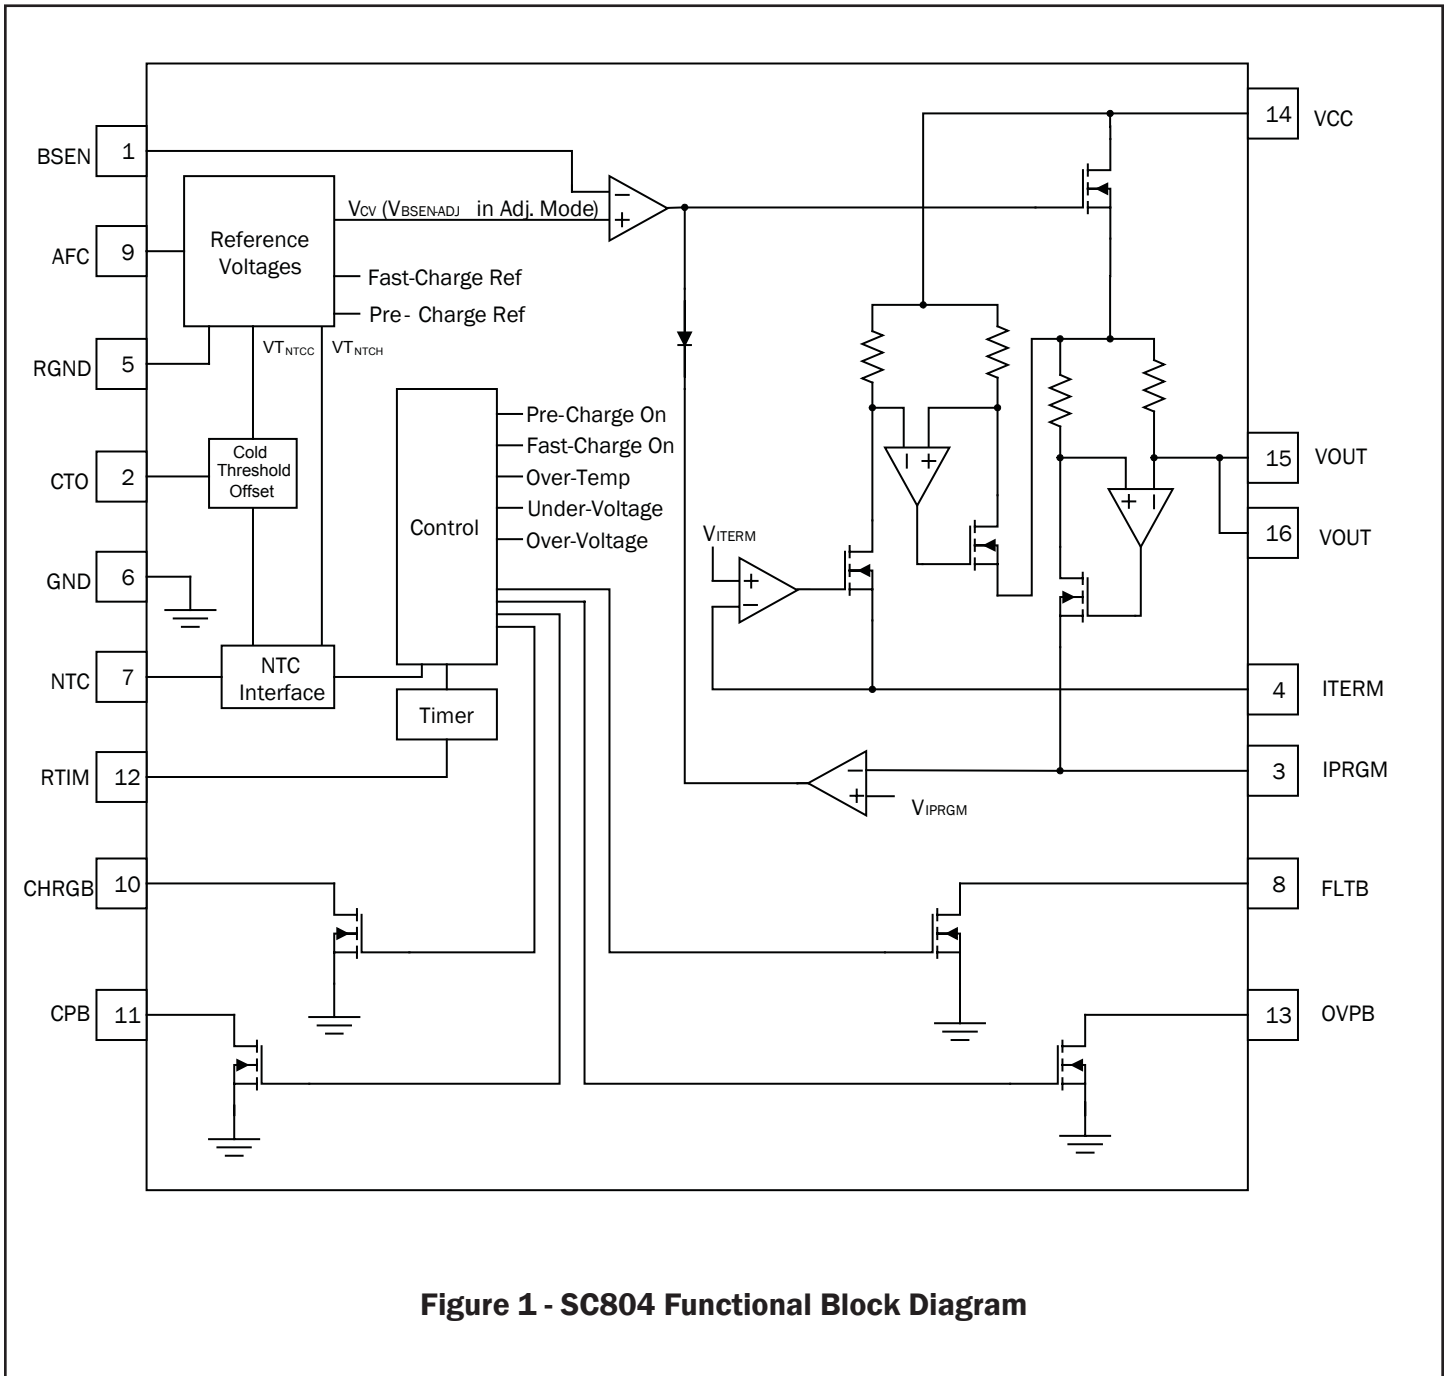 14
VCC
BSEN
1
VCV (VBSEN-ADJ in Adj. Mode)
−
+
Reference
Voltages
AFC
9
Fast-Charge Ref
Pre- Charge Ref
RGND
5
VTNTCC
VTNTCH
Pre-Charge On
Fast-Charge On
Over-Temp
Under-Voltage
Over-Voltage
Control
Cold
Threshold
Offset
CTO
2
− +
15
VOUT
+ −
16
VOUT
VITERM
+
−
GND
6
NTC
7
NTC
Interface
4
ITERM
Timer
RTIM
12
−
+
VIPRGM
3
IPRGM
CHRGB
10
8
FLTB
CPB
11
13
OVPB
Figure 1 - SC804 Functional Block Diagram